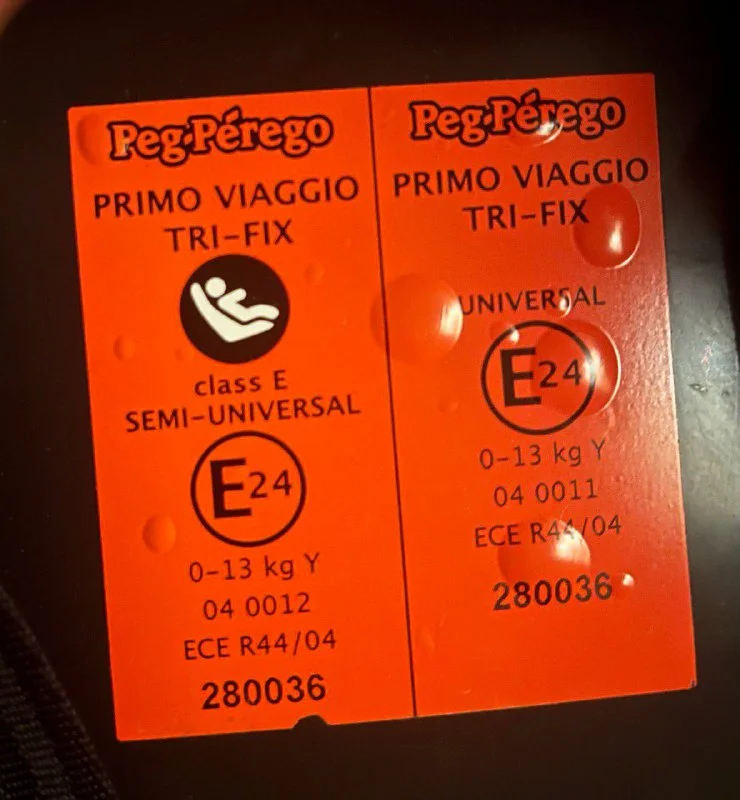 Peg-Pérego
PRIMO VIAGGIO
TRI-FIX
class E
SEMI-UNIVERSAL
E24
0-13 kg Y
04 0012
ECE R44/04
280036
Peg-Pérego
PRIMO VIAGGIO
TRI-FIX
UNIVERSAL
E24
0-13 kg Y
04 0011
ECE R44/04
280036